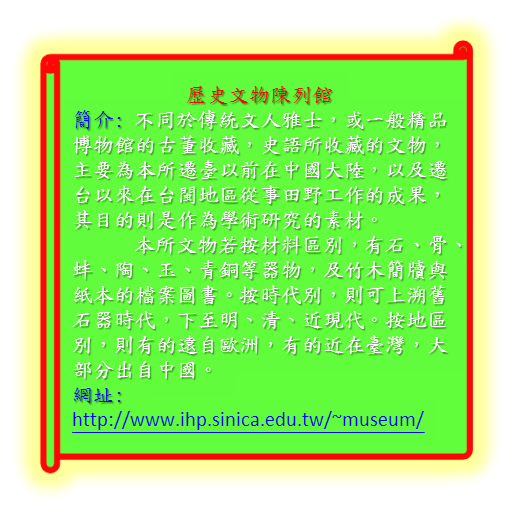 歷史文物陳列館
簡介: 不同於傳統文人雅士，或一般精品
博物館的古董收藏，史語所收藏的文物，
主要為本所遷臺以前在中國大陸，以及遷
台以來在台閩地區從事田野工作的成果，
其目的則是作為學術研究的素材。
本所文物若按材料區別，有石、骨、
蚌、陶、玉、青銅等器物，及竹木簡牘與
紙本的檔案圖書。按時代別，則可上溯舊
石器時代，下至明、清、近現代。按地區
別，則有的遠自歐洲，有的近在臺灣，大
部分出自中國。
網址:
http://www.ihp.sinica.edu.tw/~museum/